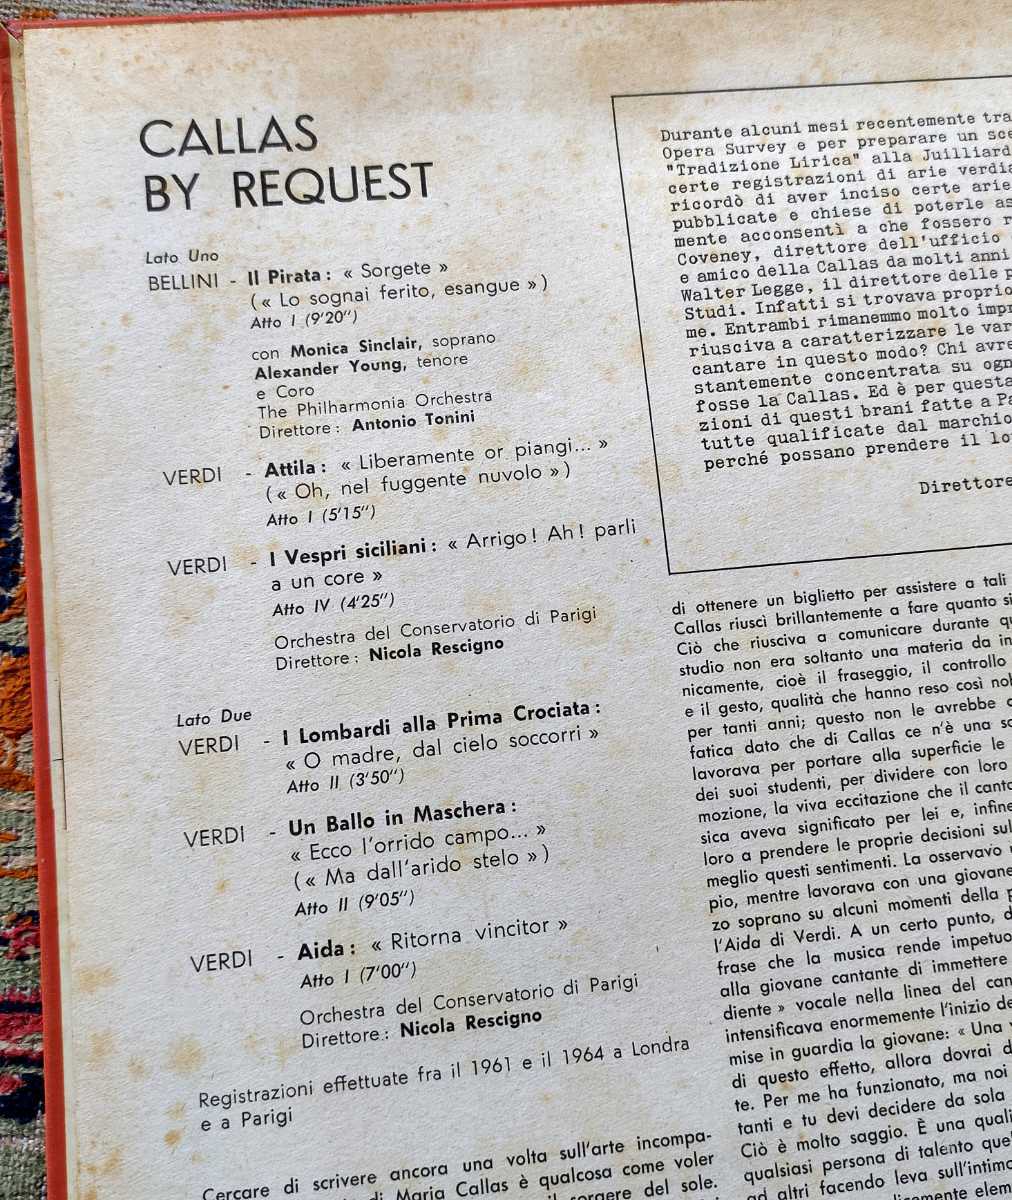 CALLAS
BY REQUEST
Lato Uno
BELLINI - Il Pirata: « Sorgete »
(« Lo sognai ferito, esangue »)
Atto I (9'20'')
con Monica Sinclair, soprano
Alexander Young, tenore
e Coro
The Philharmonia Orchestra
Direttore: Antonio Tonini
VERDI - Attila: « Liberamente or piangi... »
(« Oh, nel fuggente nuvolo »)
Atto I (5'15'')
VERDI - I Vespri siciliani: « Arrigo! Ah! parli
a un core »
Atto IV (4'25'')
Orchestra del Conservatorio di Parigi
Direttore: Nicola Rescigno
Lato Due
VERDI - I Lombardi alla Prima Crociata:
« O madre, dal cielo soccorri »
Atto II (3'50'')
VERDI - Un Ballo in Maschera:
« Ecco l'orrido campo... »
(« Ma dall'arido stelo »)
Atto II (9'05'')
VERDI - Aida: « Ritorna vincitor »
Atto I (7'00'')
Orchestra del Conservatorio di Parigi
Direttore: Nicola Rescigno
Registrazioni effettuate fra il 1961 e il 1964 a Londra
e a Parigi
Cercare di scrivere ancora una volta sull'arte incompa-
di Maria Callas è qualcosa come voler
il sorgere del sole.
Durante alcuni mesi recentemente tra
Opera Survey e per preparare un sce
"Tradizione Lirica" alla Juilliard
certe registrazioni di arie verdia
ricordò di aver inciso certe arie
pubblicate e chiese di poterle as
mente acconsentì a che fossero r
Coveney, direttore dell'ufficio
e amico della Callas da molti anni
Walter Legge, il direttore delle p
Studi. Infatti si trovava proprio
me. Entrambi rimanemmo molto impr
riusciva a caratterizzare le var
cantare in questo modo? Chi avre
stantemente concentrata su ogn
fosse la Callas. Ed è per questa
zioni di questi brani fatte a Pa
tutte qualificate dal marchio
perché possano prendere il lo
Direttore
di ottenere un biglietto per assistere a tali
Callas riuscì brillantemente a fare quanto si
Ciò che riusciva a comunicare durante qu
studio non era soltanto una materia da in
nicamente, cioè il fraseggio, il controllo
e il gesto, qualità che hanno reso così nob
per tanti anni; questo non le avrebbe c
fatica dato che di Callas ce n'è una so
lavorava per portare alla superficie le
dei suoi studenti, per dividere con loro
mozione, la viva eccitazione che il canto
sica aveva significato per lei e, infine
loro a prendere le proprie decisioni sul
meglio questi sentimenti. La osservavo
pio, mentre lavorava con una giovane
zo soprano su alcuni momenti della p
l'Aida di Verdi. A un certo punto, d
frase che la musica rende impetuo
alla giovane cantante di immettere
diente » vocale nella linea del can
intensificava enormemente l'inizio de
mise in guardia la giovane: « Una v
di questo effetto, allora dovrai d
te. Per me ha funzionato, ma noi
tanti e tu devi decidere da sola
Ciò è molto saggio. È una quali
qualsiasi persona di talento que
ad altri facendo leva sull'intimo
elem